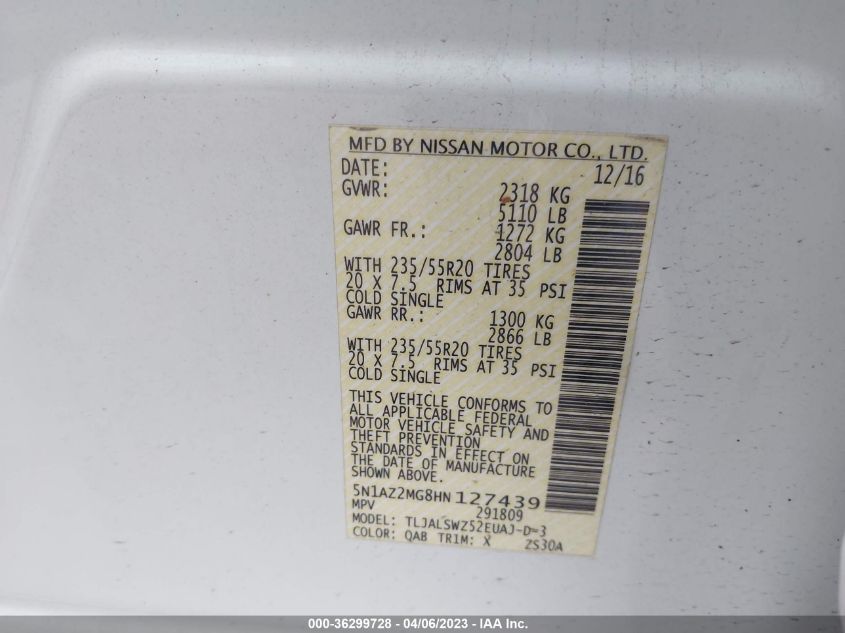 MFD BY NISSAN MOTOR CO., LTD.
DATE: 12/16
GVWR: 2318 KG
5110 LB
GAWR FR.: 1272 KG
2804 LB
WITH 235/55R20 TIRES
20 X 7.5 RIMS AT 35 PSI
COLD SINGLE
GAWR RR.: 1300 KG
2866 LB
WITH 235/55R20 TIRES
20 X 7.5 RIMS AT 35 PSI
COLD SINGLE
THIS VEHICLE CONFORMS TO
ALL APPLICABLE FEDERAL
MOTOR VEHICLE SAFETY AND
THEFT PREVENTION
STANDARDS IN EFFECT ON
THE DATE OF MANUFACTURE
SHOWN ABOVE.
5N1AZ2MG8HN127439
MPV 291809
MODEL: TLJALSWZ52EUAJ-D-3
COLOR: QAB TRIM: X ZS30A
000-36299728 - 04/06/2023 - IAA Inc.